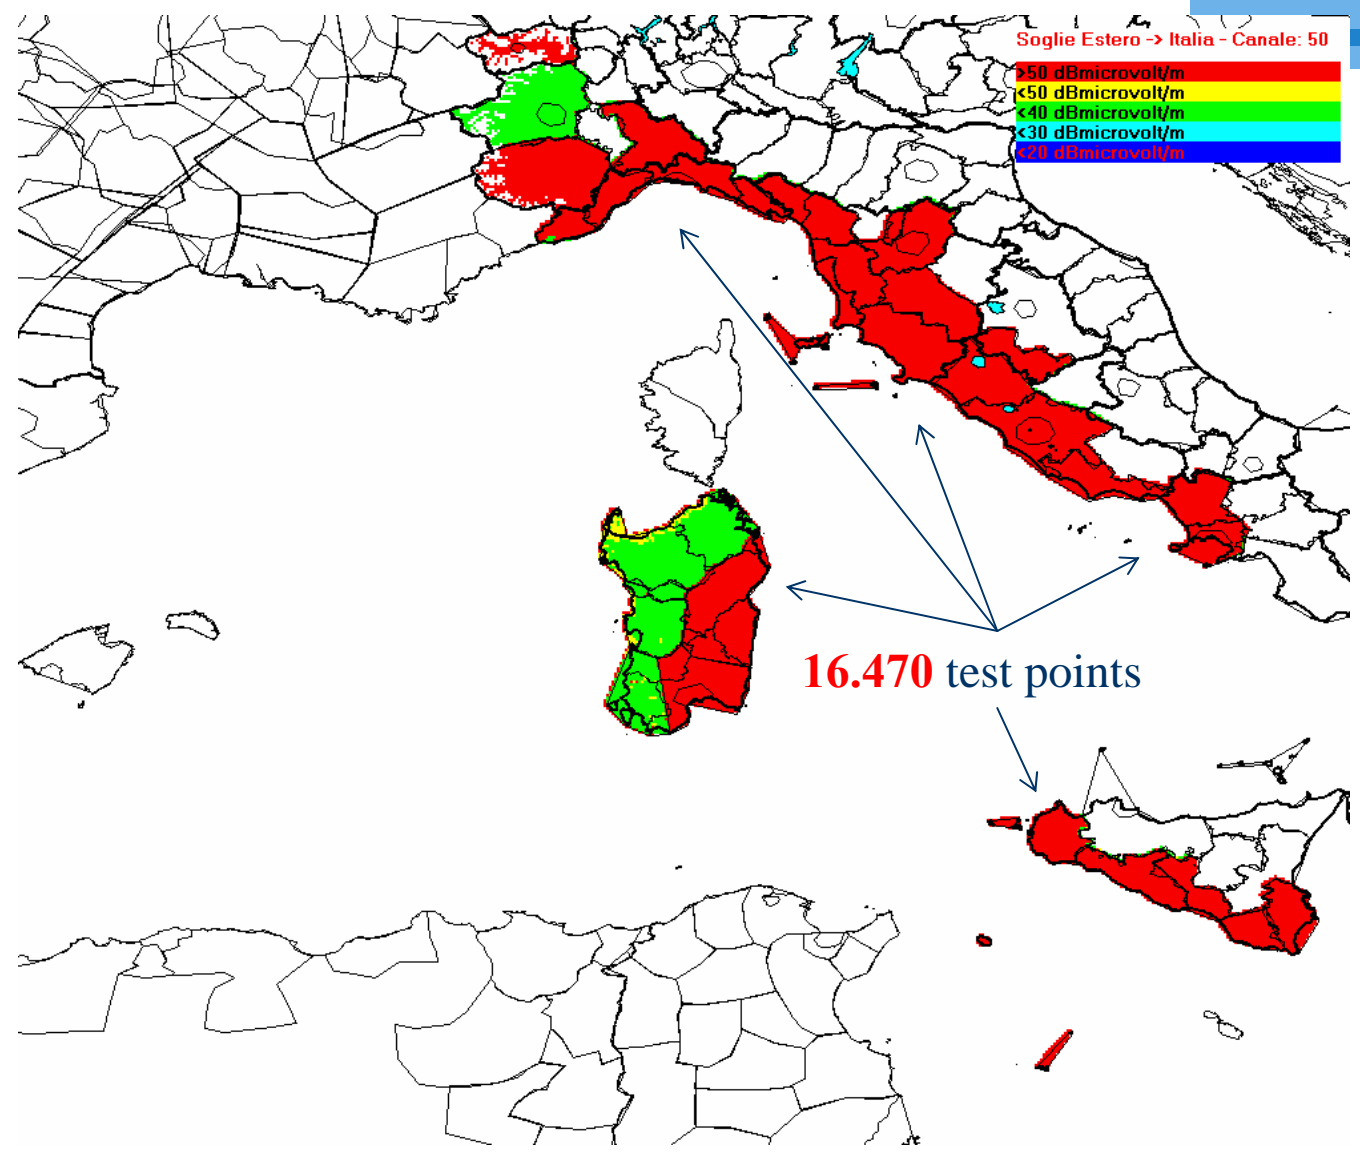 Soglie Estero -> Italia - Canale: 50
>50 dBmicrovolt/m
<50 dBmicrovolt/m
<40 dBmicrovolt/m
<30 dBmicrovolt/m
<20 dBmicrovolt/m
16.470 test points